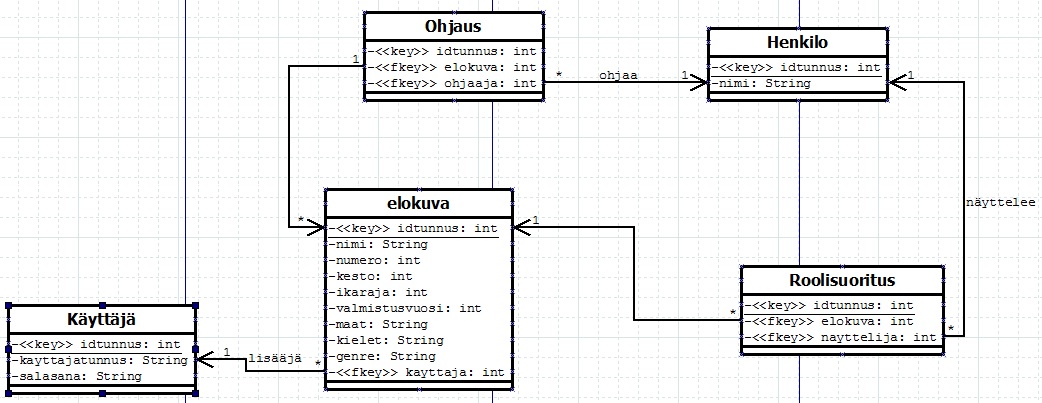 Ohjaus
-<<key>> idtunnus: int
-<<fkey>> elokuva: int
-<<fkey>> ohjaaja: int
1
* ohjaa 1
Henkilo
-<<key>> idtunnus: int
-nimi: String
1
näyttelee
*
elokuva
-<<key>> idtunnus: int
-nimi: String
-numero: int
-kesto: int
-ikaraja: int
-valmistusvuosi: int
-maat: String
-kielet: String
-genre: String
-<<fkey>> kayttaja: int
1
*
Roolisuoritus
-<<key>> idtunnus: int
-<<fkey>> elokuva: int
-<<fkey>> nayttelija: int
*
Käyttäjä
-<<key>> idtunnus: int
-kayttajatunnus: String
-salasana: String
1 lisääjä *